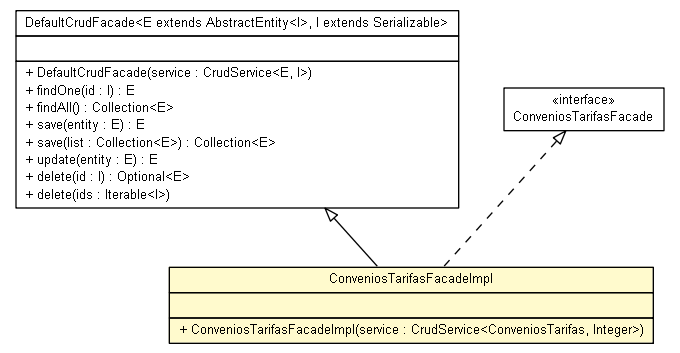 DefaultCrudFacade<E extends AbstractEntity<I>, I extends Serializable>
+ DefaultCrudFacade(service : CrudService<E, I>)
+ findOne(id : I) : E
+ findAll() : Collection<E>
+ save(entity : E) : E
+ save(list : Collection<E>) : Collection<E>
+ update(entity : E) : E
+ delete(id : I) : Optional<E>
+ delete(ids : Iterable<I>)
«interface»
ConveniosTarifasFacade
ConveniosTarifasFacadeImpl
+ ConveniosTarifasFacadeImpl(service : CrudService<ConveniosTarifas, Integer>)